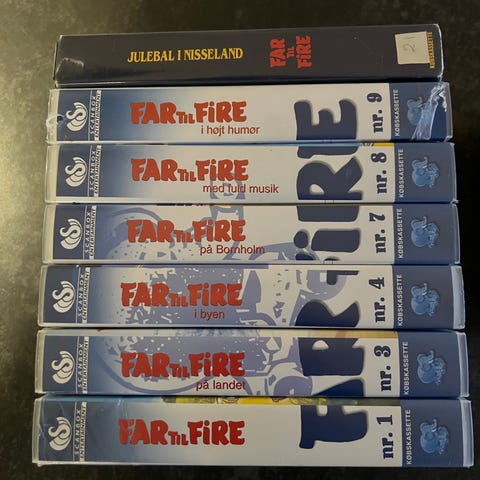 JULEBAL I NISSELAND
FAR
TIL
FIRE
21
KØBSKASSETTE
SCANBOX
ENTERTAINMENT
FAR TIL FiRE
i højt humør
nr. 9
KØBSKASSETTE
SCANBOX
ENTERTAINMENT
FAR TIL FiRE
med fuld musik
nr. 8
KØBSKASSETTE
SCANBOX
ENTERTAINMENT
FAR TIL FiRE
på Bornholm
nr. 7
KØBSKASSETTE
SCANBOX
ENTERTAINMENT
FAR TIL FiRE
i byen
nr. 4
KØBSKASSETTE
SCANBOX
ENTERTAINMENT
FAR TIL FiRE
på landet
nr. 3
KØBSKASSETTE
SCANBOX
ENTERTAINMENT
FAR TIL FiRE
nr. 1
KØBSKASSETTE